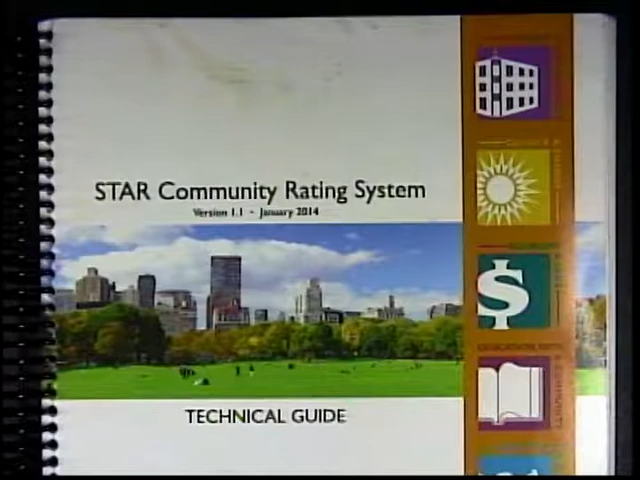 STAR Community Rating System
Version 1.1 - January 2014
TECHNICAL GUIDE